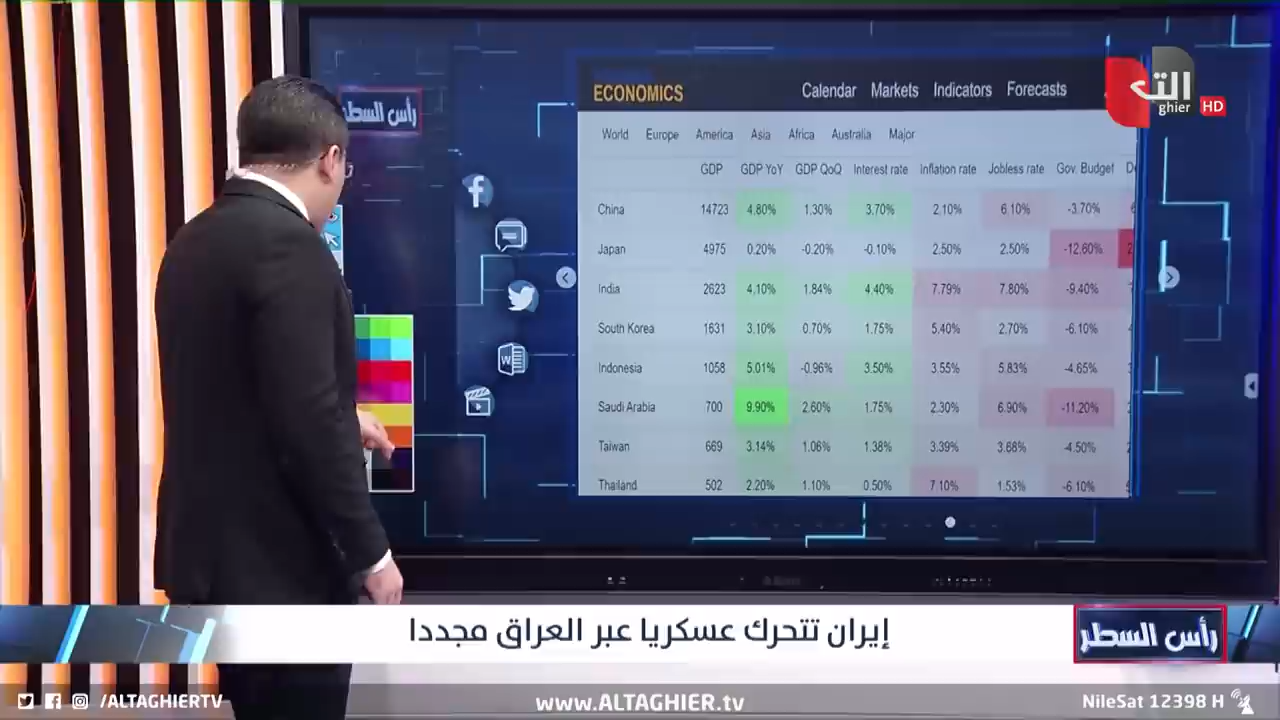 رأس السطر
التـ
ghier HD
ECONOMICS Calendar Markets Indicators Forecasts
World Europe America Asia Africa Australia Major
GDP GDP YoY GDP QoQ Interest rate Inflation rate Jobless rate Gov. Budget
China 14723 4.80% 1.30% 3.70% 2.10% 6.10% -3.70%
Japan 4975 0.20% -0.20% -0.10% 2.50% 2.50% -12.60%
India 2623 4.10% 1.84% 4.40% 7.79% 7.80% -9.40%
South Korea 1631 3.10% 0.70% 1.75% 5.40% 2.70% -6.10%
Indonesia 1058 5.01% -0.96% 3.50% 3.55% 5.83% -4.65%
Saudi Arabia 700 9.90% 2.60% 1.75% 2.30% 6.90% -11.20%
Taiwan 669 3.14% 1.06% 1.38% 3.39% 3.68% -4.50%
Thailand 502 2.20% 1.10% 0.50% 7.10% 1.53% -6.10%
إيران تتحرك عسكريا عبر العراق مجددا
رأس السطر
/ALTAGHIERTV
www.ALTAGHIER.tv
NileSat 12398 H